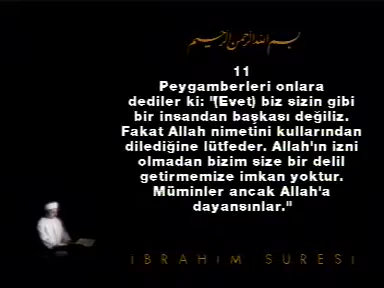 بسم الله الرحمن الرحيم
11
Peygamberleri onlara
dediler ki: "(Evet) biz sizin gibi
bir insandan başkası değiliz.
Fakat Allah nimetini kullarından
dilediğine lütfeder. Allah'ın izni
olmadan bizim size bir delil
getirmemize imkan yoktur.
Müminler ancak Allah'a
dayansınlar."
İBRAHİM SURESİ